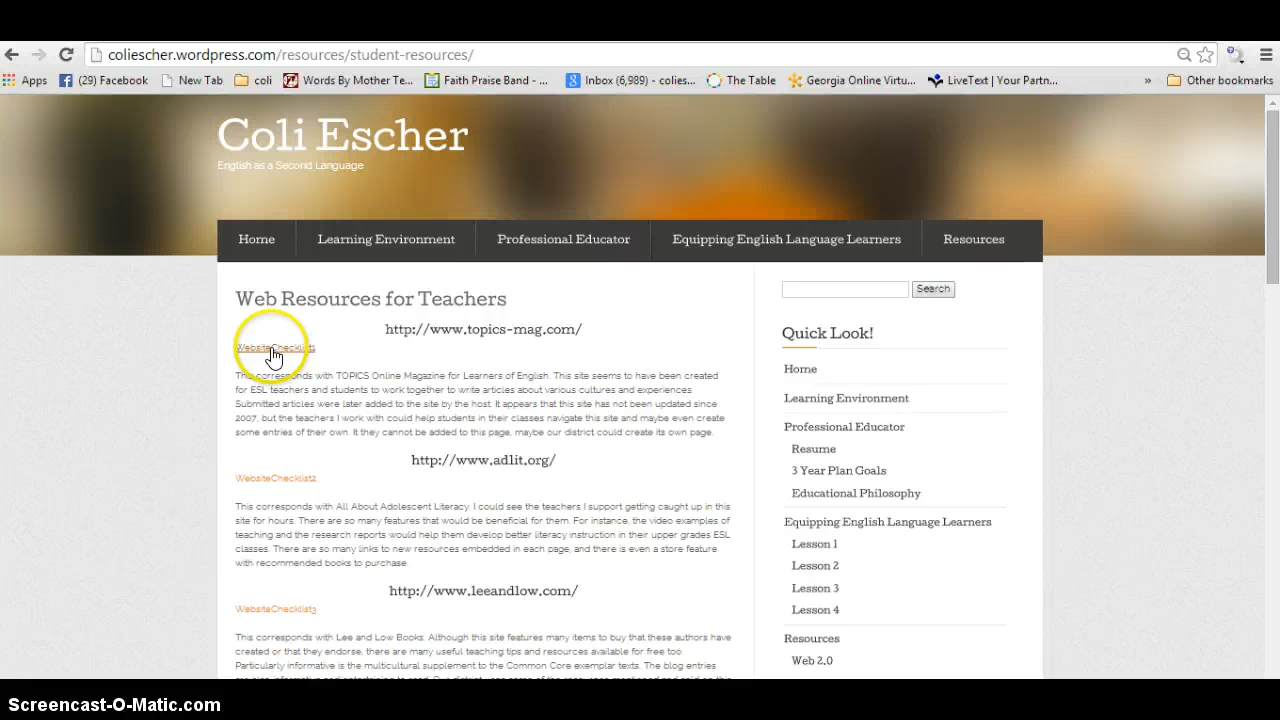 coliescher.wordpress.com/resources/student-resources/
Apps (29) Facebook New Tab coli Words By Mother Te... Faith Praise Band - ... Inbox (6,989) - colies... The Table Georgia Online Virtu... LiveText | Your Partn... » Other bookmarks
Coli Escher
English as a Second Language
Home Learning Environment Professional Educator Equipping English Language Learners Resources
Web Resources for Teachers
http://www.topics-mag.com/
WebsiteChecklist1
This corresponds with TOPICS Online Magazine for Learners of English. This site seems to have been created
for ESL teachers and students to work together to write articles about various cultures and experiences.
Submitted articles were later added to the site by the host. It appears that this site has not been updated since
2007, but the teachers I work with could help students in their classes navigate this site and maybe even create
some entries of their own. It they cannot be added to this page, maybe our district could create its own page.
http://www.adlit.org/
WebsiteChecklist2
This corresponds with All About Adolescent Literacy. I could see the teachers I support getting caught up in this
site for hours. There are so many features that would be beneficial for them. For instance, the video examples of
teaching and the research reports would help them develop better literacy instruction in their upper grades ESL
classes. There are so many links to new resources embedded in each page, and there is even a store feature
with recommended books to purchase.
http://www.leeandlow.com/
WebsiteChecklist3
This corresponds with Lee and Low Books. Although this site features many items to buy that these authors have
created or that they endorse, there are many useful teaching tips and resources available for free too.
Particularly informative is the multicultural supplement to the Common Core exemplar texts. The blog entries
Search
Quick Look!
Home
Learning Environment
Professional Educator
Resume
3 Year Plan Goals
Educational Philosophy
Equipping English Language Learners
Lesson 1
Lesson 2
Lesson 3
Lesson 4
Resources
Web 2.0
Screencast-O-Matic.com